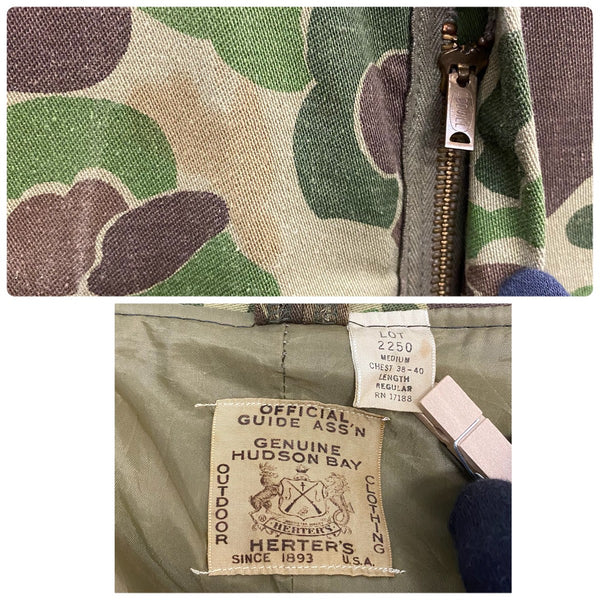 LOT
2250
MEDIUM
CHEST 38-40
LENGTH
REGULAR
RN 17188
OFFICIAL
GUIDE ASS'N
GENUINE
HUDSON BAY
OUTDOOR
CLOTHING
HERTER'S
HERTER'S
SINCE 1893 U.S.A.